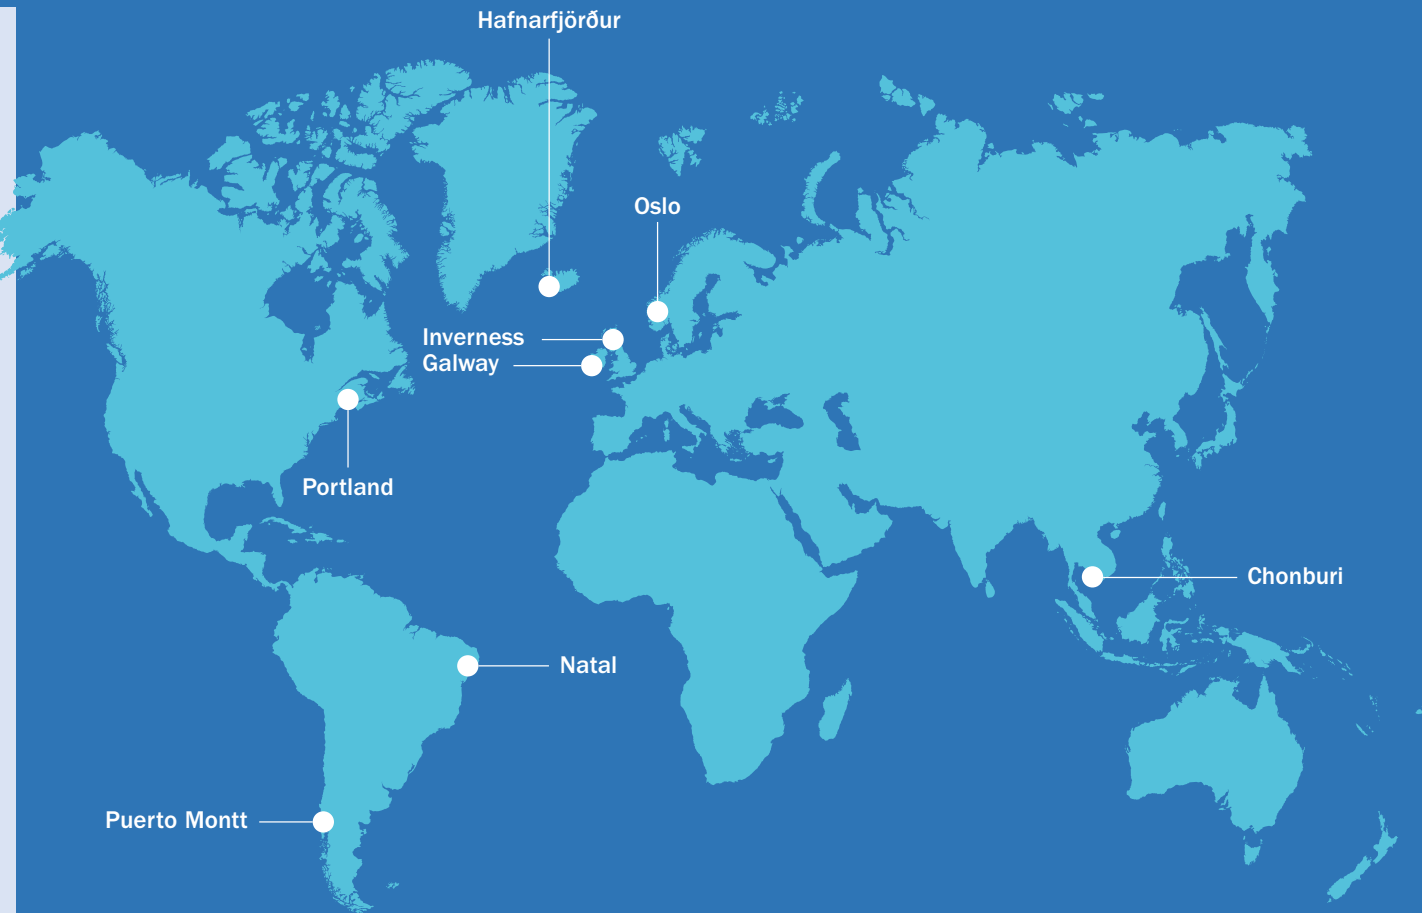 Hafnarfjörður
Oslo
Inverness
Galway
Portland
Chonburi
Natal
Puerto Montt